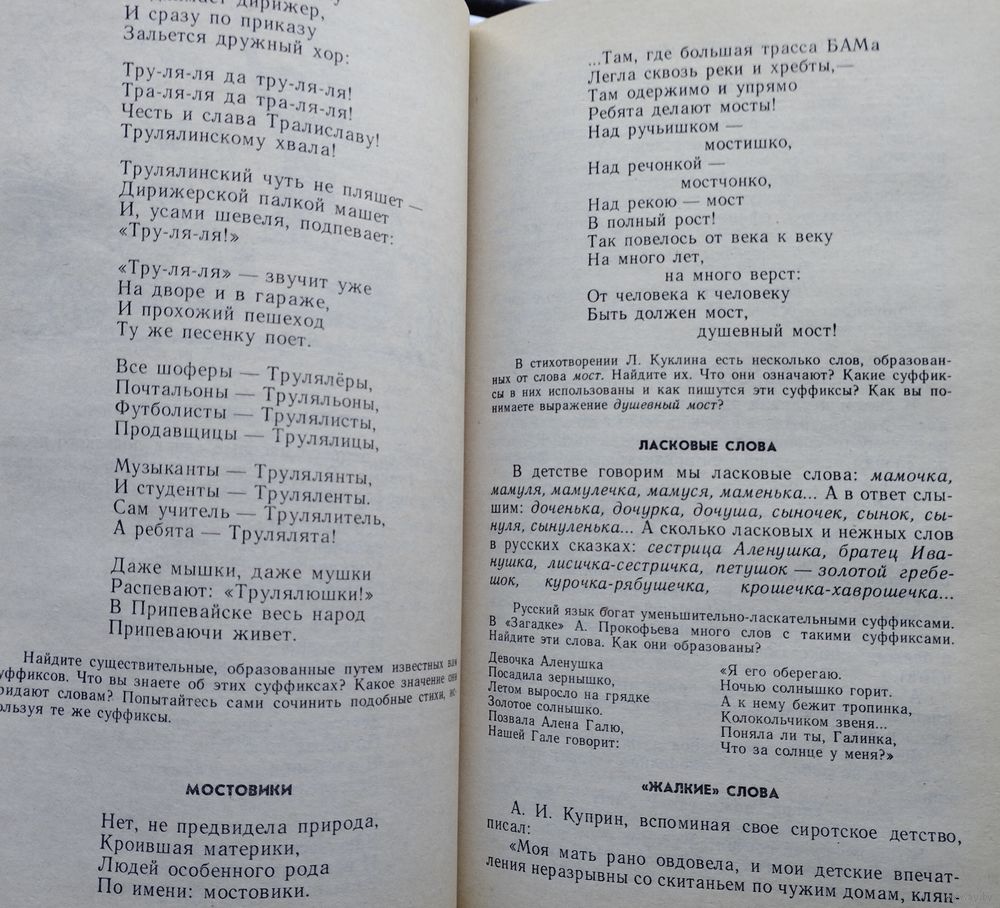 дирижер,
И сразу по приказу
Зальется дружный хор:
Тру-ля-ля да тру-ля-ля!
Тра-ля-ля да тра-ля-ля!
Честь и слава Тралиславу!
Трулялинскому хвала!
Трулялинский чуть не пляшет —
Дирижерской палкой машет
И, усами шевеля, подпевает:
«Тру-ля-ля!»
«Тру-ля-ля» — звучит уже
На дворе и в гараже,
И прохожий пешеход
Ту же песенку поет.
Все шоферы — Трулялёры,
Почтальоны — Труляльоны,
Футболисты — Трулялисты,
Продавщицы — Трулялицы,
Музыканты — Трулялянты,
И студенты — Труляленты.
Сам учитель — Трулялитель,
А ребята — Трулялята!
Даже мышки, даже мушки
Распевают: «Трулялюшки!»
В Припевайске весь народ
Припеваючи живет.
Найдите существительные, образованные путем известных вам
уффиксов. Что вы знаете об этих суффиксах? Какое значение они
ридают словам? Попытайтесь сами сочинить подобные стихи, ис-
ользуя те же суффиксы.
МОСТОВИКИ
Нет, не предвидела природа,
Кроившая материки,
Людей особенного рода
По имени: мостовики.
...Там, где большая трасса БАМа
Легла сквозь реки и хребты,—
Там одержимо и упрямо
Ребята делают мосты!
Над ручьишком —
мостишко,
Над речонкой —
мостчонко,
Над рекою — мост
В полный рост!
Так повелось от века к веку
На много лет,
на много верст:
От человека к человеку
Быть должен мост,
душевный мост!
В стихотворении Л. Куклина есть несколько слов, образован-
ных от слова мост. Найдите их. Что они означают? Какие суффик-
сы в них использованы и как пишутся эти суффиксы? Как вы по-
нимаете выражение душевный мост?
ЛАСКОВЫЕ СЛОВА
В детстве говорим мы ласковые слова: мамочка,
мамуля, мамулечка, мамуся, маменька... А в ответ слы-
шим: доченька, дочурка, дочуша, сыночек, сынок, сы-
нуля, сынуленька... А сколько ласковых и нежных слов
в русских сказках: сестрица Аленушка, братец Ива-
нушка, лисичка-сестричка, петушок — золотой гребе-
шок, курочка-рябушечка, крошечка-хаврошечка...
Русский язык богат уменьшительно-ласкательными суффиксами.
В «Загадке» А. Прокофьева много слов с такими суффиксами.
Найдите эти слова. Как они образованы?
Девочка Аленушка
Посадила зернышко,
Летом выросло на грядке
Золотое солнышко.
Позвала Алена Галю,
Нашей Гале говорит:
«Я его оберегаю.
Ночью солнышко горит.
А к нему бежит тропинка,
Колокольчиком звеня...
Поняла ли ты, Галинка,
Что за солнце у меня?»
«ЖАЛКИЕ» СЛОВА
А. И. Куприн, вспоминая свое сиротское детство,
писал:
«Моя мать рано овдовела, и мои детские впечат-
ления неразрывны со скитаньем по чужим домам, клян-